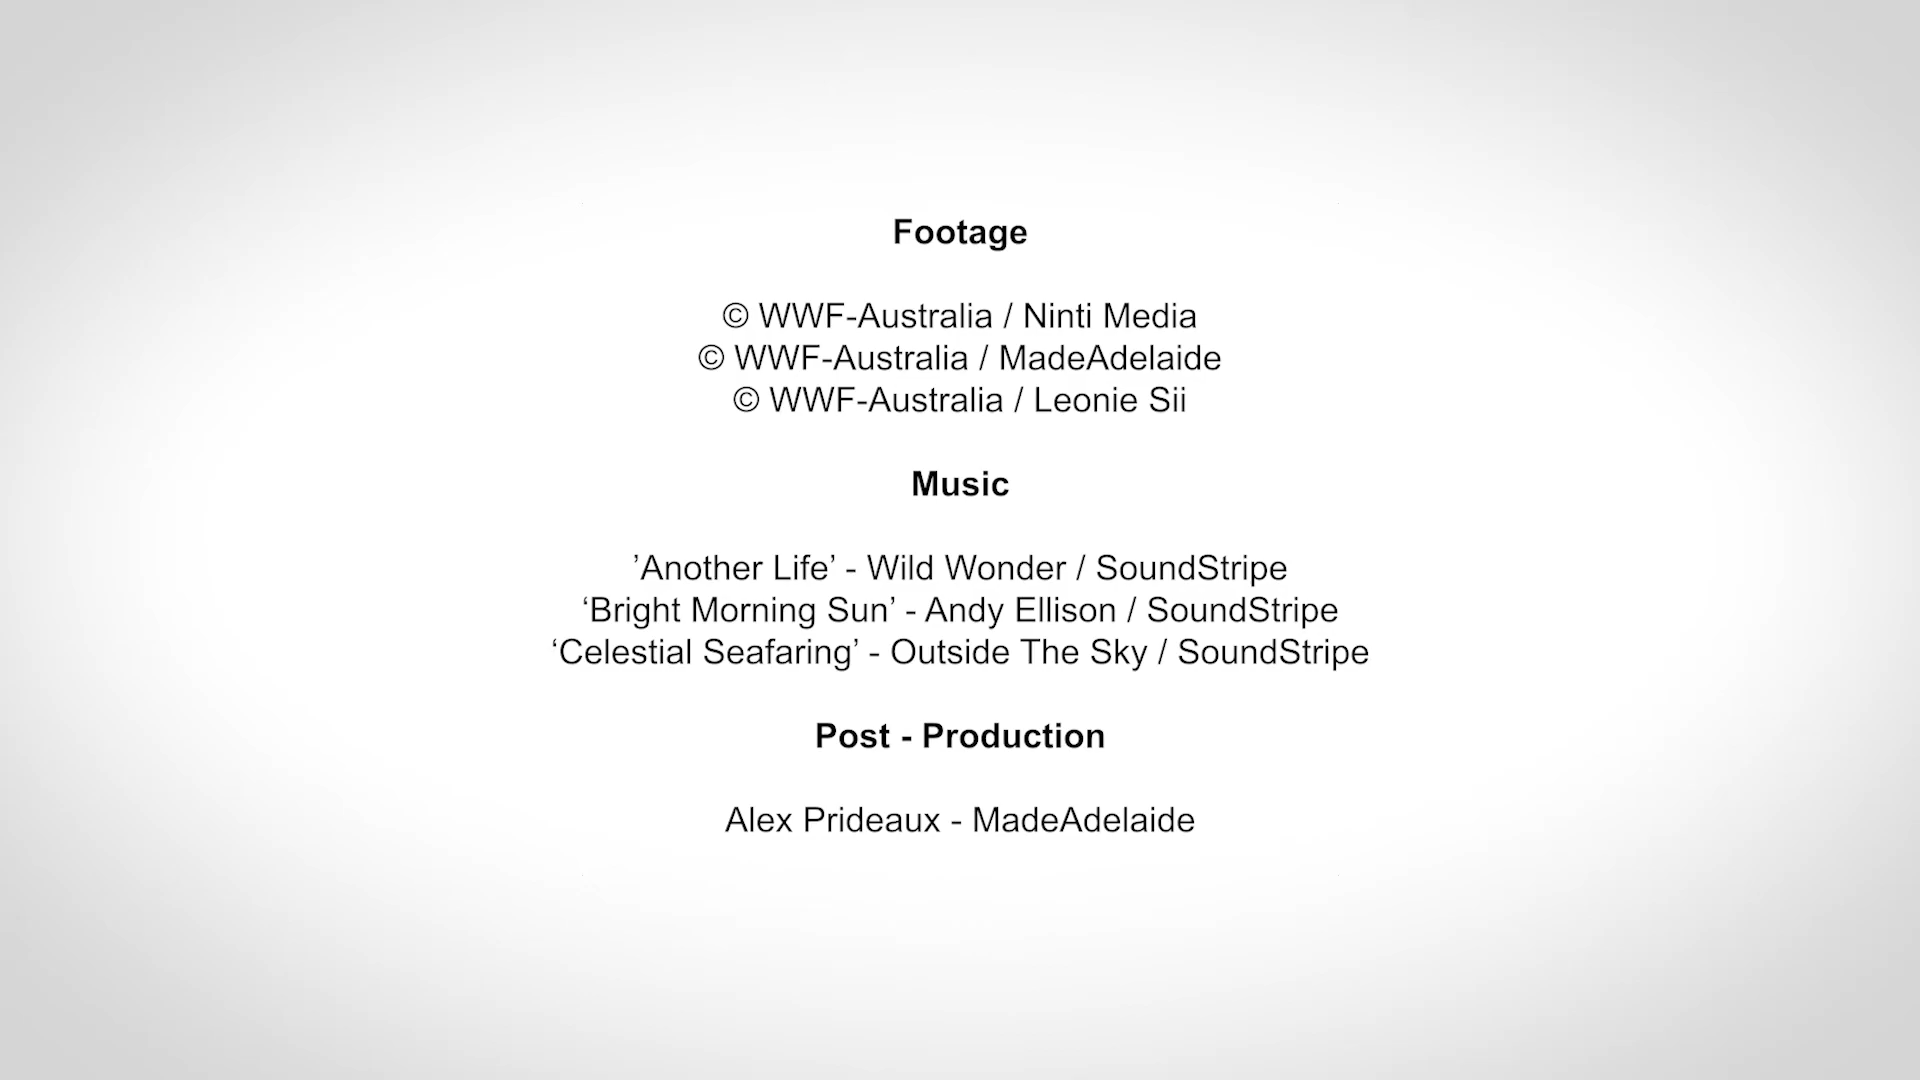 Footage
© WWF-Australia / Ninti Media
© WWF-Australia / MadeAdelaide
© WWF-Australia / Leonie Sii
Music
’Another Life’ - Wild Wonder / SoundStripe
‘Bright Morning Sun’ - Andy Ellison / SoundStripe
‘Celestial Seafaring’ - Outside The Sky / SoundStripe
Post - Production
Alex Prideaux - MadeAdelaide